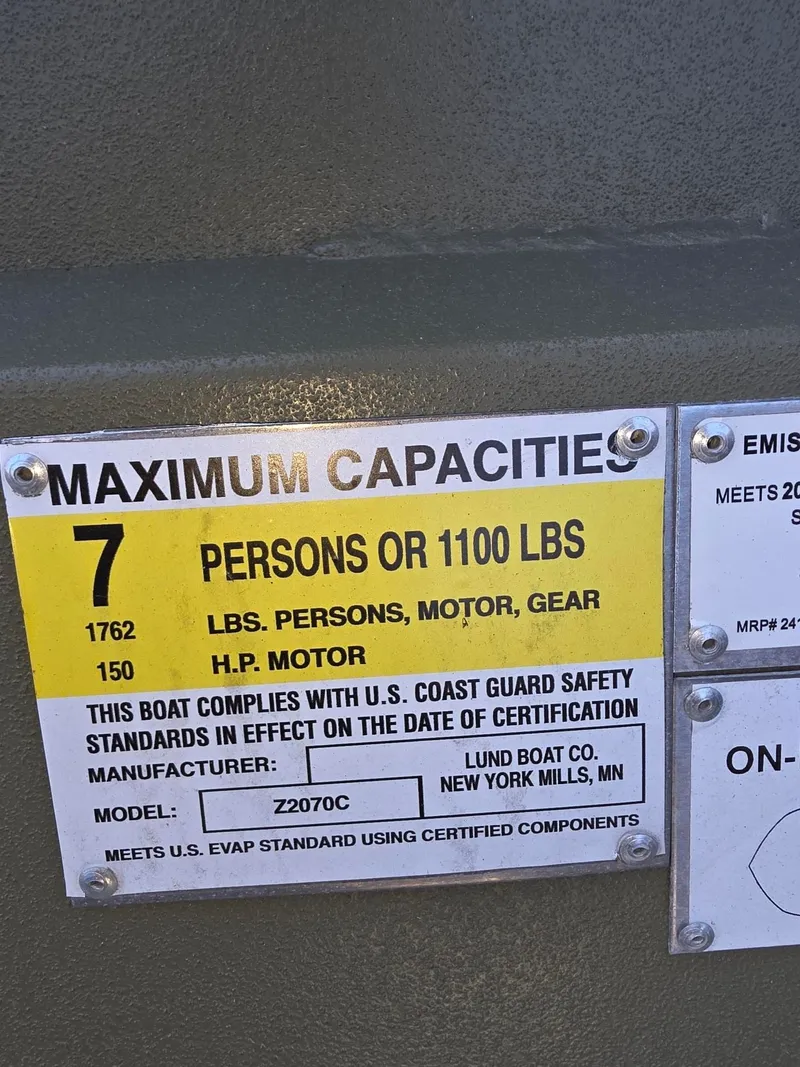 MAXIMUM CAPACITIES
7 PERSONS OR 1100 LBS
1762 LBS. PERSONS, MOTOR, GEAR
150 H.P. MOTOR
THIS BOAT COMPLIES WITH U.S. COAST GUARD SAFETY
STANDARDS IN EFFECT ON THE DATE OF CERTIFICATION
MANUFACTURER: LUND BOAT CO.
NEW YORK MILLS, MN
MODEL: Z2070C
MEETS U.S. EVAP STANDARD USING CERTIFIED COMPONENTS
EMIS
MEETS 20
S
MRP# 241
ON-